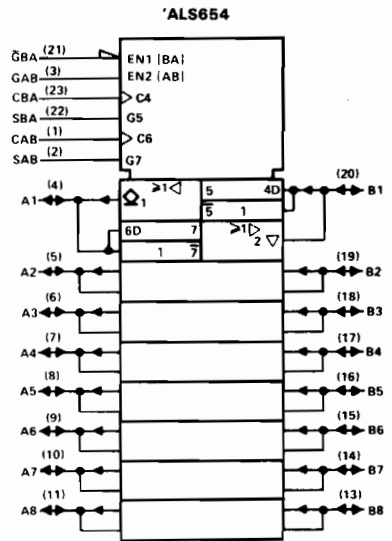 'ALS654
G̅BA (21) EN1 [BA]
GAB (3) EN2 (AB)
CBA (23) C4
SBA (22) G5
CAB (1) C6
SAB (2) G7
A1 (4) 1 ≥1 5 4D (20) B1
5̅ 1
6D 7 ≥1
1 7̅ 2
A2 (5) (19) B2
A3 (6) (18) B3
A4 (7) (17) B4
A5 (8) (16) B5
A6 (9) (15) B6
A7 (10) (14) B7
A8 (11) (13) B8